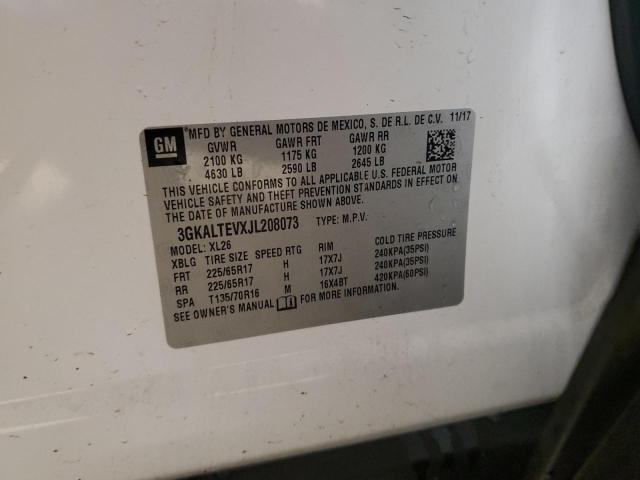 MFD BY GENERAL MOTORS DE MEXICO, S. DE R.L. DE C.V. 11/17
GM
GVWR GAWR FRT GAWR RR
2100 KG 1175 KG 1200 KG
4630 LB 2590 LB 2645 LB
THIS VEHICLE CONFORMS TO ALL APPLICABLE U.S. FEDERAL MOTOR
VEHICLE SAFETY AND THEFT PREVENTION STANDARDS IN EFFECT ON
THE DATE OF MANUFACTURE SHOWN ABOVE.
3GKALTEVXJL208073 TYPE: M.P.V.
MODEL: XL26
XBLG TIRE SIZE SPEED RTG RIM COLD TIRE PRESSURE
FRT 225/65R17 H 17X7J 240KPA(35PSI)
RR 225/65R17 H 17X7J 240KPA(35PSI)
SPA T135/70R16 M 16X4BT 420KPA(60PSI)
SEE OWNER'S MANUAL FOR MORE INFORMATION.